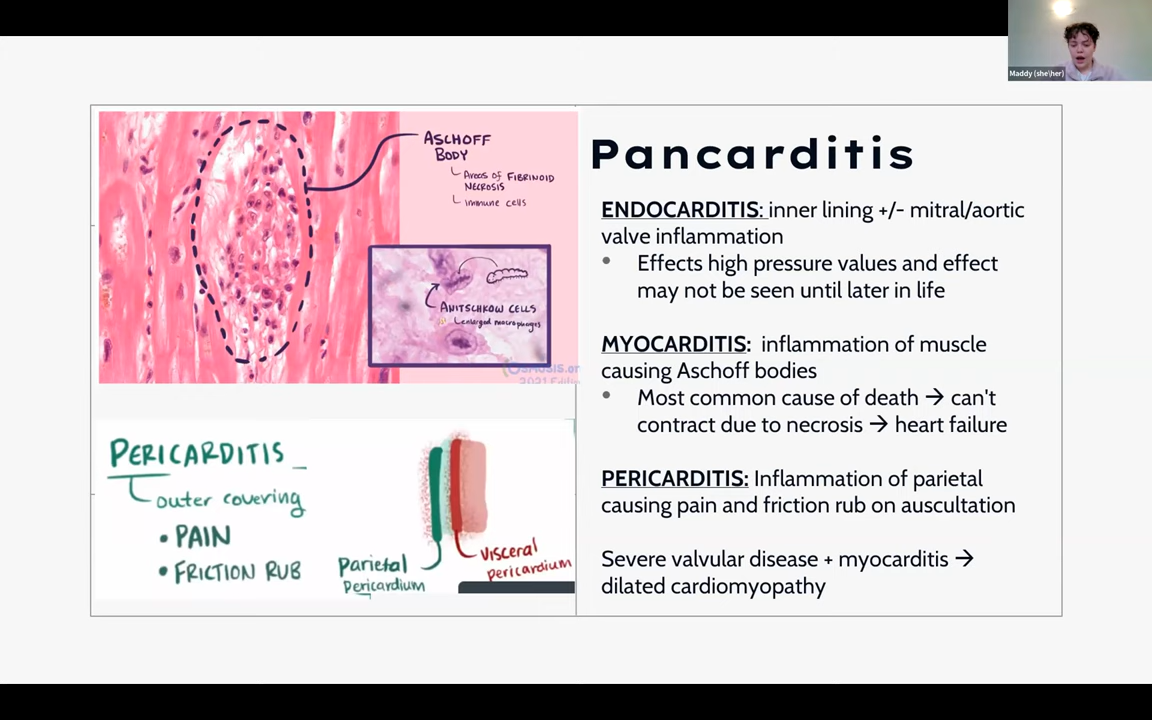 Maddy (she\her)
ASCHOFF
BODY
Areas of FIBRINOID
NECROSIS
immune cells
ANITSCHKOW CELLS
enlarged macrophages
OSMOSIS.or
2021 Editi
PERICARDITIS
outer covering
• PAIN
• FRICTION RUB
Parietal
Pericardium
VISCERAL
pericardium
Pancarditis
ENDOCARDITIS: inner lining +/- mitral/aortic
valve inflammation
• Effects high pressure values and effect
may not be seen until later in life
MYOCARDITIS: inflammation of muscle
causing Aschoff bodies
• Most common cause of death → can't
contract due to necrosis → heart failure
PERICARDITIS: Inflammation of parietal
causing pain and friction rub on auscultation
Severe valvular disease + myocarditis →
dilated cardiomyopathy